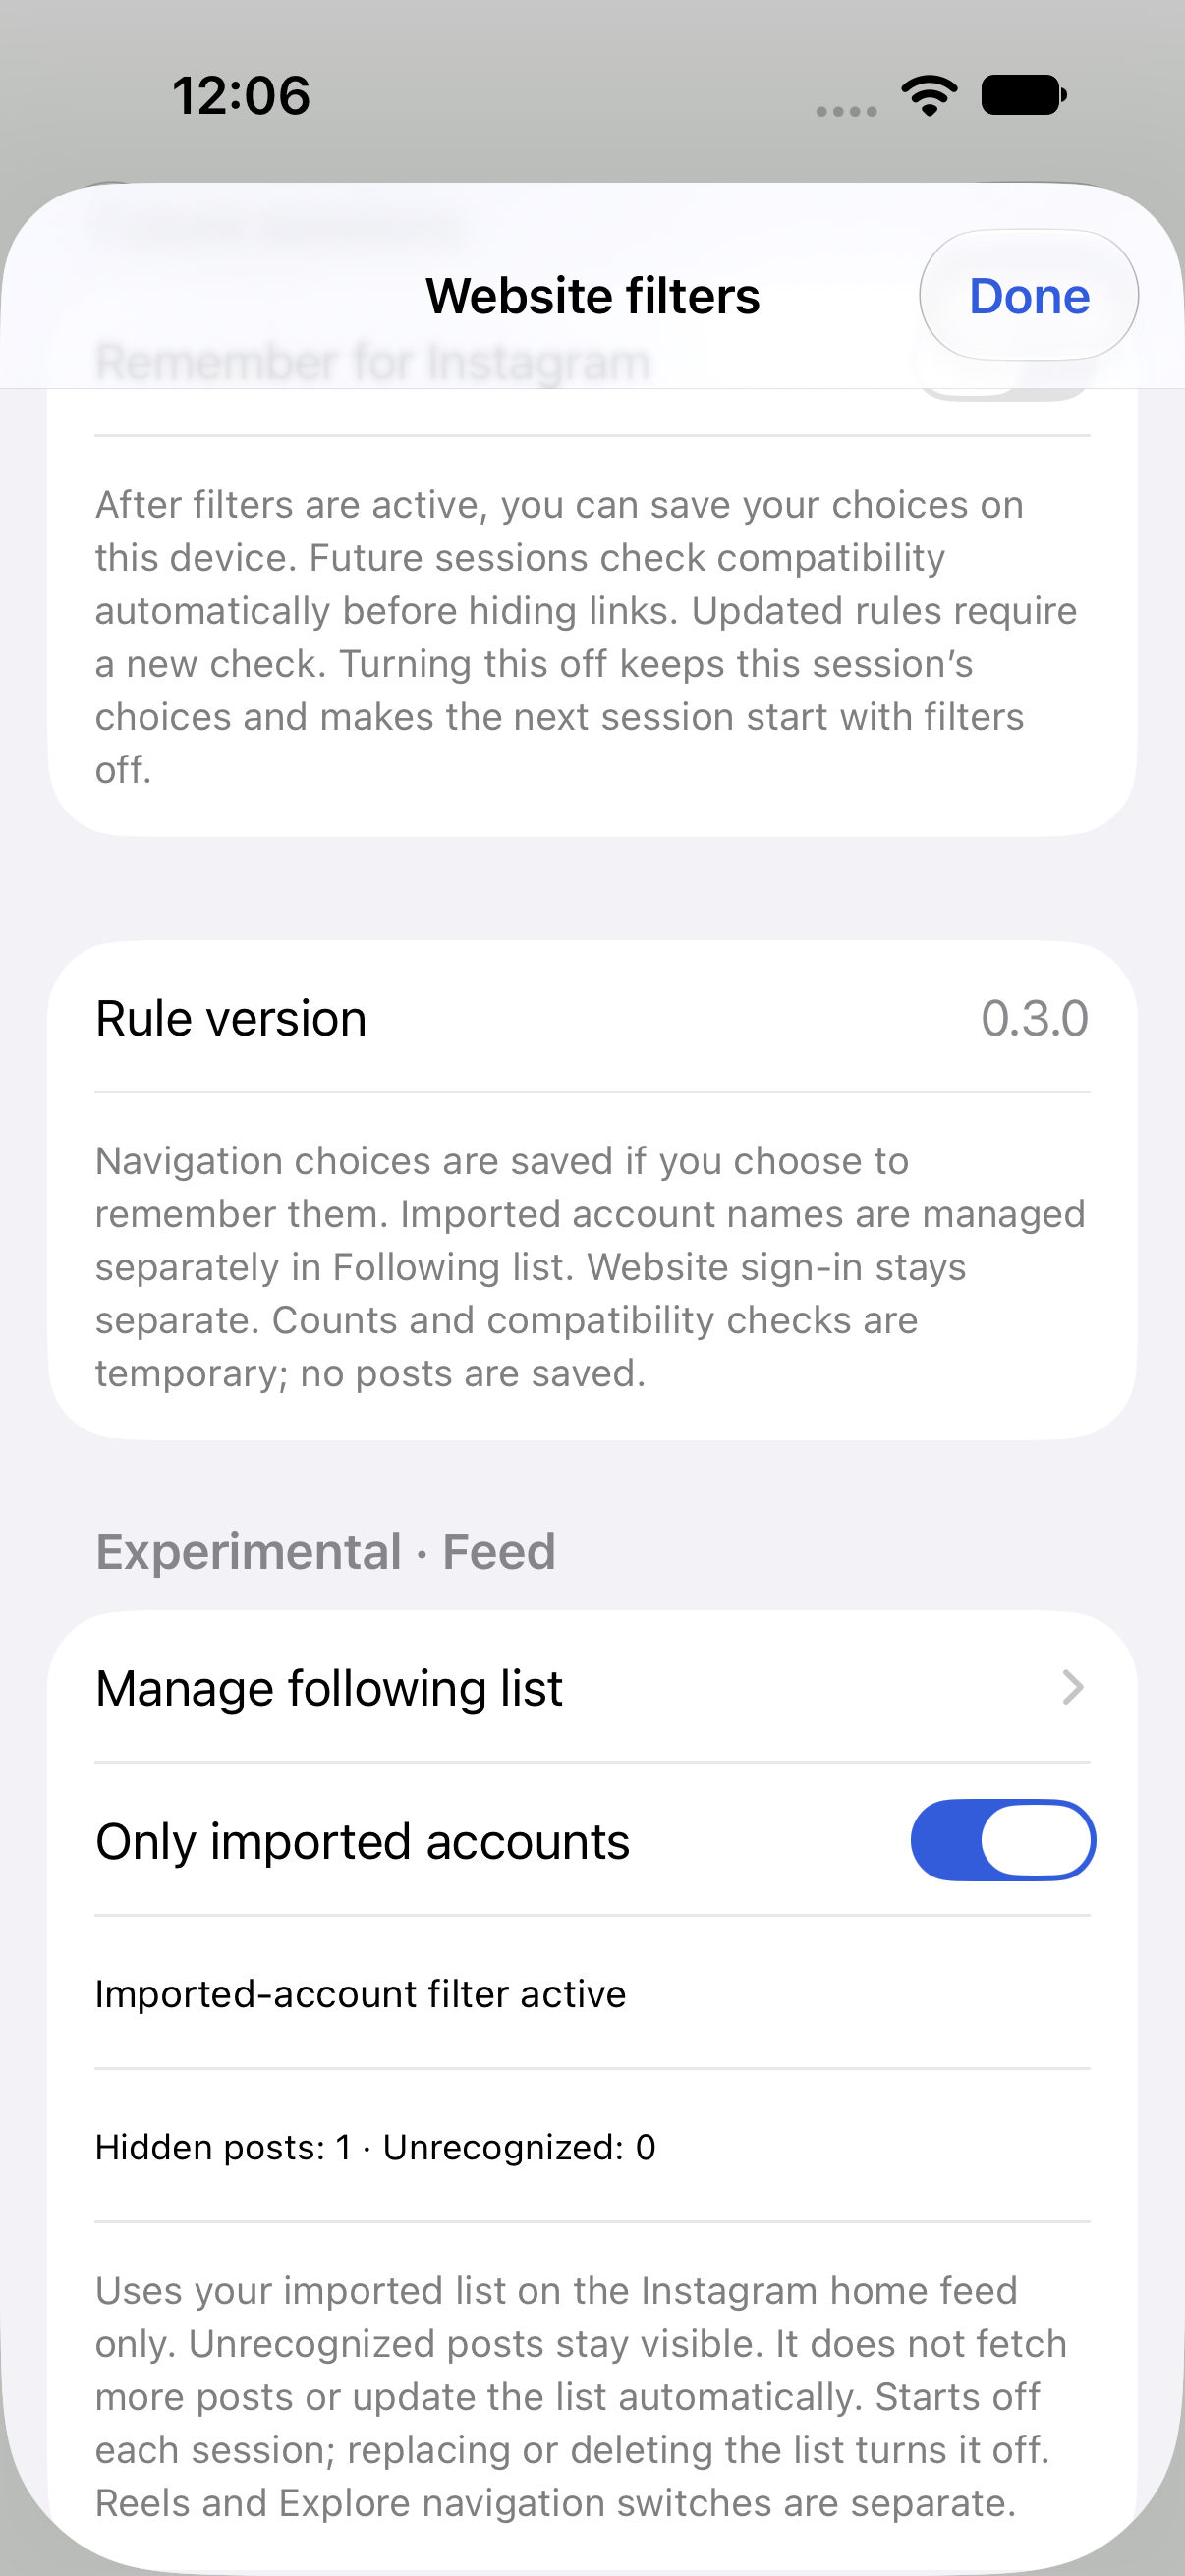 12:06
Website filters
Done
Remember for Instagram
After filters are active, you can save your choices on
this device. Future sessions check compatibility
automatically before hiding links. Updated rules require
a new check. Turning this off keeps this session’s
choices and makes the next session start with filters
off.
Rule version
0.3.0
Navigation choices are saved if you choose to
remember them. Imported account names are managed
separately in Following list. Website sign-in stays
separate. Counts and compatibility checks are
temporary; no posts are saved.
Experimental · Feed
Manage following list
Only imported accounts
Imported-account filter active
Hidden posts: 1 · Unrecognized: 0
Uses your imported list on the Instagram home feed
only. Unrecognized posts stay visible. It does not fetch
more posts or update the list automatically. Starts off
each session; replacing or deleting the list turns it off.
Reels and Explore navigation switches are separate.